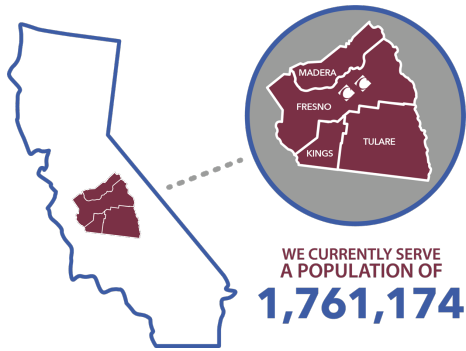 MADERA
FRESNO
KINGS
TULARE
WE CURRENTLY SERVE
A POPULATION OF
1,761,174